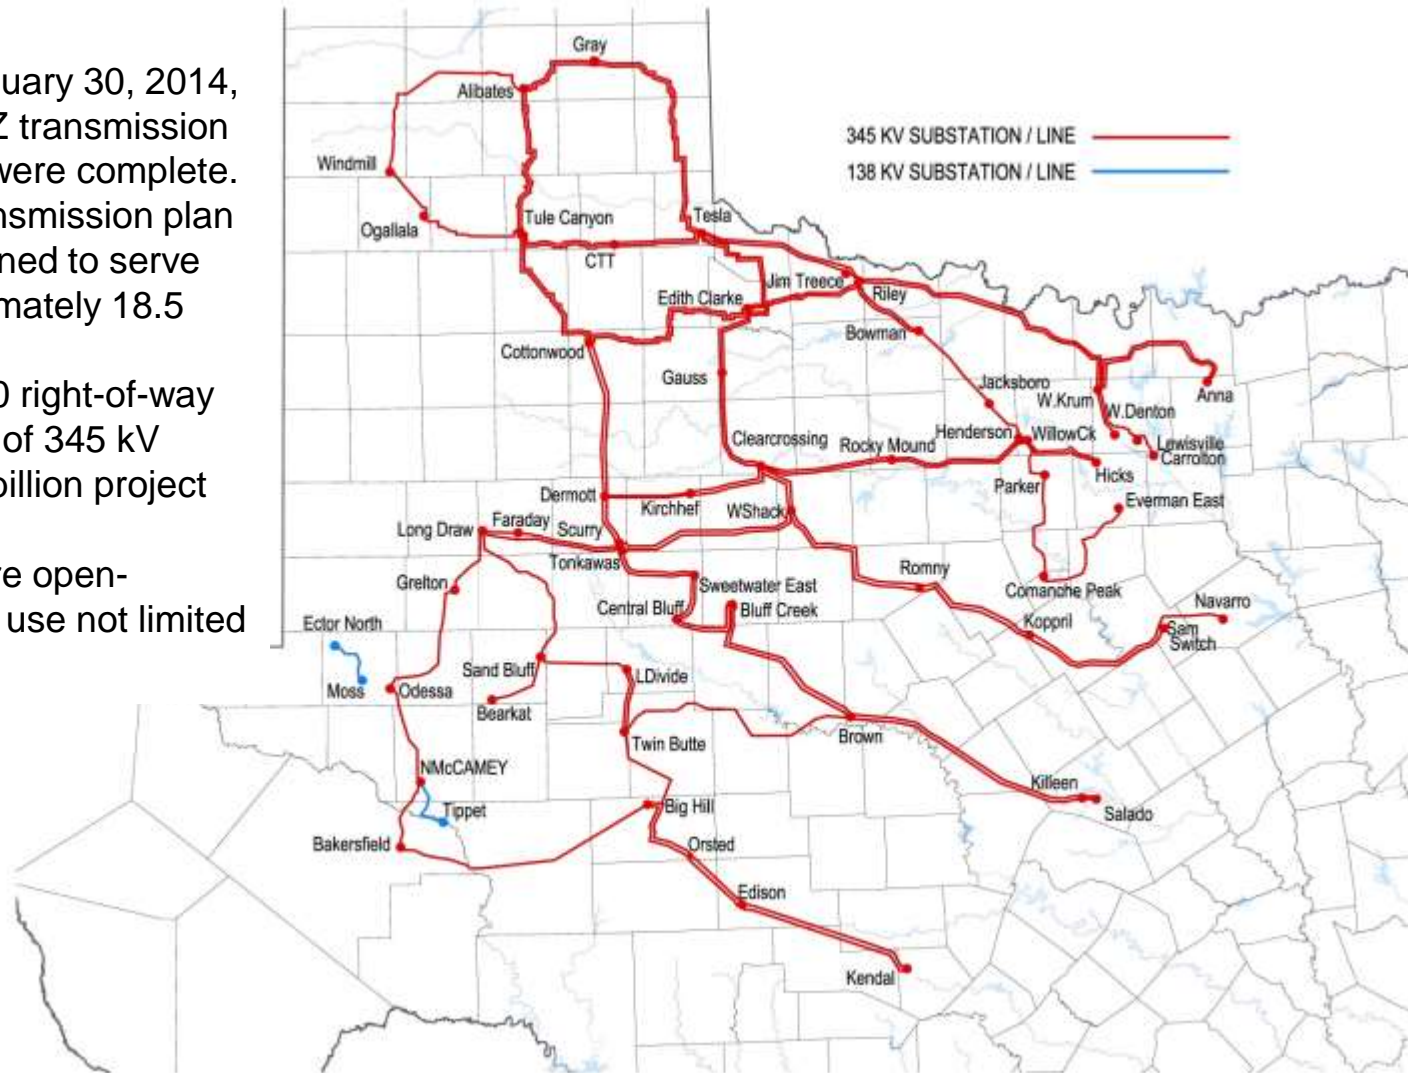 uary 30, 2014,
Z transmission
were complete.
nsmission plan
ned to serve
mately 18.5
0 right-of-way
of 345 kV
billion project
e open-
use not limited
345 KV SUBSTATION / LINE
138 KV SUBSTATION / LINE
Gray
Alibates
Windmill
Ogallala
Tule Canyon
Tesla
CTT
Jim Treece
Edith Clarke
Riley
Bowman
Cottonwood
Gauss
Jacksboro
W.Krum
Anna
W.Denton
Clearcrossing
Rocky Mound
Henderson
WillowCk
Lewisville
Carrolton
Hicks
Parker
Dermott
Kirchhef
WShack
Everman East
Long Draw
Faraday
Scurry
Tonkawas
Grelton
Romny
Sweetwater East
Comanche Peak
Central Bluff
Bluff Creek
Navarro
Ector North
Koppril
Sam
Switch
Sand Bluff
LDivide
Moss
Odessa
Bearkat
Twin Butte
Brown
NMcCAMEY
Killeen
Tippet
Big Hill
Salado
Bakersfield
Orsted
Edison
Kendal